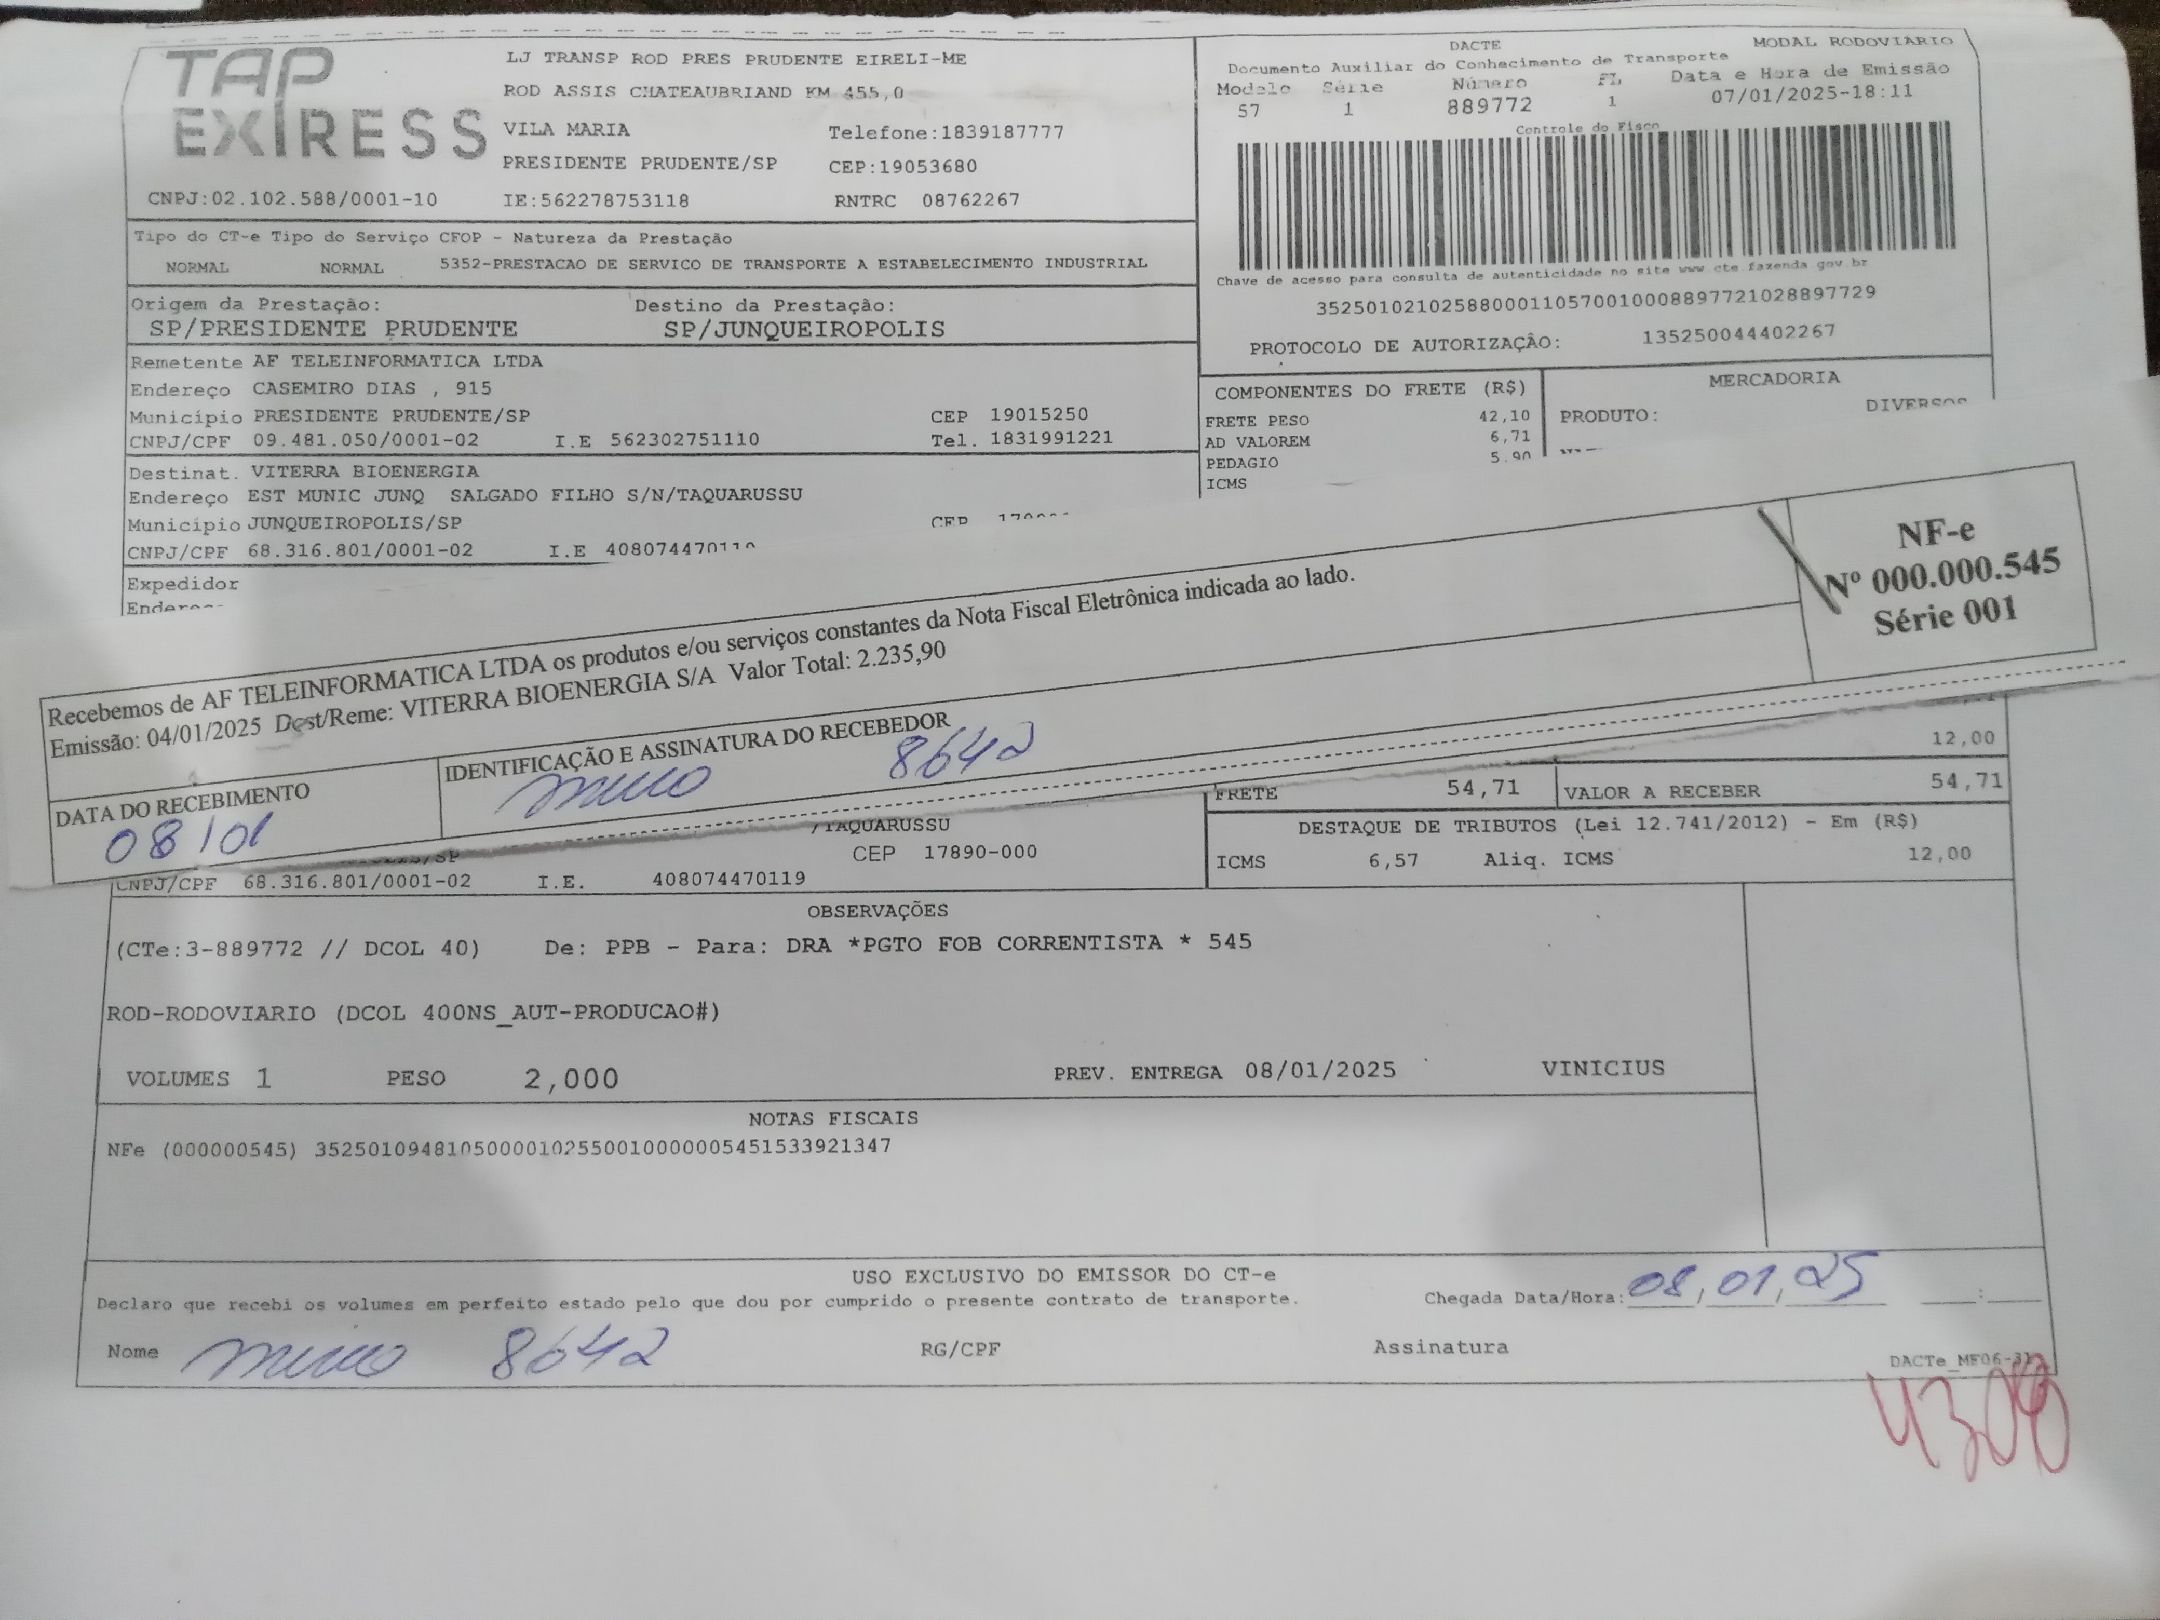 TAP
EXPRESS
LJ TRANSP ROD PRES PRUDENTE EIRELI-ME
ROD ASSIS CHATEAUBRIAND KM 455,0
VILA MARIA Telefone:1839187777
PRESIDENTE PRUDENTE/SP CEP:19053680
CNPJ:02.102.588/0001-10 IE:562278753118 RNTRC 08762267
DACTE MODAL RODOVIARIO
Documento Auxiliar do Conhecimento de Transporte
Modelo Série Número FL Data e Hora de Emissão
57 1 889772 1 07/01/2025-18:11
Controle do Fisco
Chave de acesso para consulta de autenticidade no site www.cte.fazenda.gov.br
35250102102588000110570010008897721028897729
PROTOCOLO DE AUTORIZAÇÂO: 135250044402267
Tipo do CT-e Tipo do Serviço CFOP - Natureza da Prestação
NORMAL NORMAL 5352-PRESTACAO DE SERVICO DE TRANSPORTE A ESTABELECIMENTO INDUSTRIAL
Origem da Prestação: Destino da Prestação:
SP/PRESIDENTE PRUDENTE SP/JUNQUEIROPOLIS
Remetente AF TELEINFORMATICA LTDA
Endereço CASEMIRO DIAS , 915
Município PRESIDENTE PRUDENTE/SP CEP 19015250
CNPJ/CPF 09.481.050/0001-02 I.E 562302751110 Tel. 1831991221
Destinat. VITERRA BIOENERGIA
Endereço EST MUNIC JUNQ SALGADO FILHO S/N/TAQUARUSSU
Município JUNQUEIROPOLIS/SP CEP
CNPJ/CPF 68.316.801/0001-02 I.E 408074470119
Expedidor
COMPONENTES DO FRETE (R$) MERCADORIA
FRETE PESO 42,10 PRODUTO: DIVERSOS
AD VALOREM 6,71
PEDAGIO 5,90
ICMS
Recebemos de AF TELEINFORMATICA LTDA os produtos e/ou serviços constantes da Nota Fiscal Eletrônica indicada ao lado.
Emissão: 04/01/2025 Dest/Reme: VITERRA BIOENERGIA S/A Valor Total: 2.235,90
NF-e
Nº 000.000.545
Série 001
DATA DO RECEBIMENTO IDENTIFICAÇÃO E ASSINATURA DO RECEBEDOR
08/01 8642
12,00
FRETE 54,71 VALOR A RECEBER 54,71
DESTAQUE DE TRIBUTOS (Lei 12.741/2012) - Em (R$)
ICMS 6,57 Aliq. ICMS 12,00
/TAQUARUSSU
CEP 17890-000
CNPJ/CPF 68.316.801/0001-02 I.E. 408074470119
OBSERVAÇÕES
(CTe:3-889772 // DCOL 40) De: PPB - Para: DRA *PGTO FOB CORRENTISTA * 545
ROD-RODOVIARIO (DCOL 400NS_AUT-PRODUCAO#)
VOLUMES 1 PESO 2,000 PREV. ENTREGA 08/01/2025 VINICIUS
NOTAS FISCAIS
NFe (000000545) 35250109481050000102550010000005451533921347
USO EXCLUSIVO DO EMISSOR DO CT-e
Declaro que recebi os volumes em perfeito estado pelo que dou por cumprido o presente contrato de transporte. Chegada Data/Hora: 08,01,25 :
Nome 8642 RG/CPF Assinatura